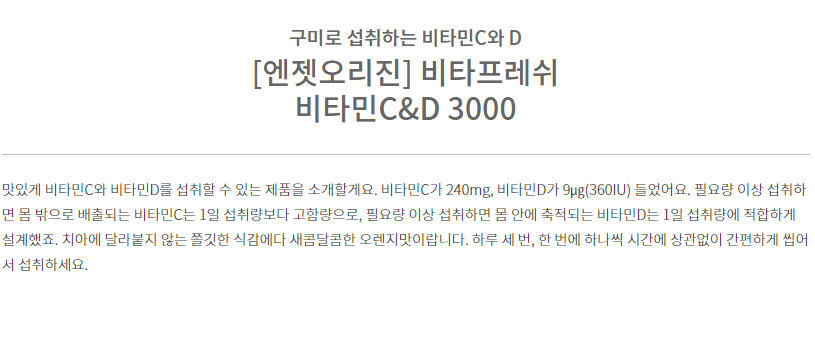 구미로 섭취하는 비타민C와 D
[엔젯오리진] 비타프레쉬
비타민C&D 3000
맛있게 비타민C와 비타민D를 섭취할 수 있는 제품을 소개할게요. 비타민C가 240mg, 비타민D가 9㎍(360IU) 들었어요. 필요량 이상 섭취하
면 몸 밖으로 배출되는 비타민C는 1일 섭취량보다 고함량으로, 필요량 이상 섭취하면 몸 안에 축적되는 비타민D는 1일 섭취량에 적합하게
설계했죠. 치아에 달라붙지 않는 쫄깃한 식감에다 새콤달콤한 오렌지맛이랍니다. 하루 세 번, 한 번에 하나씩 시간에 상관없이 간편하게 씹어
서 섭취하세요.